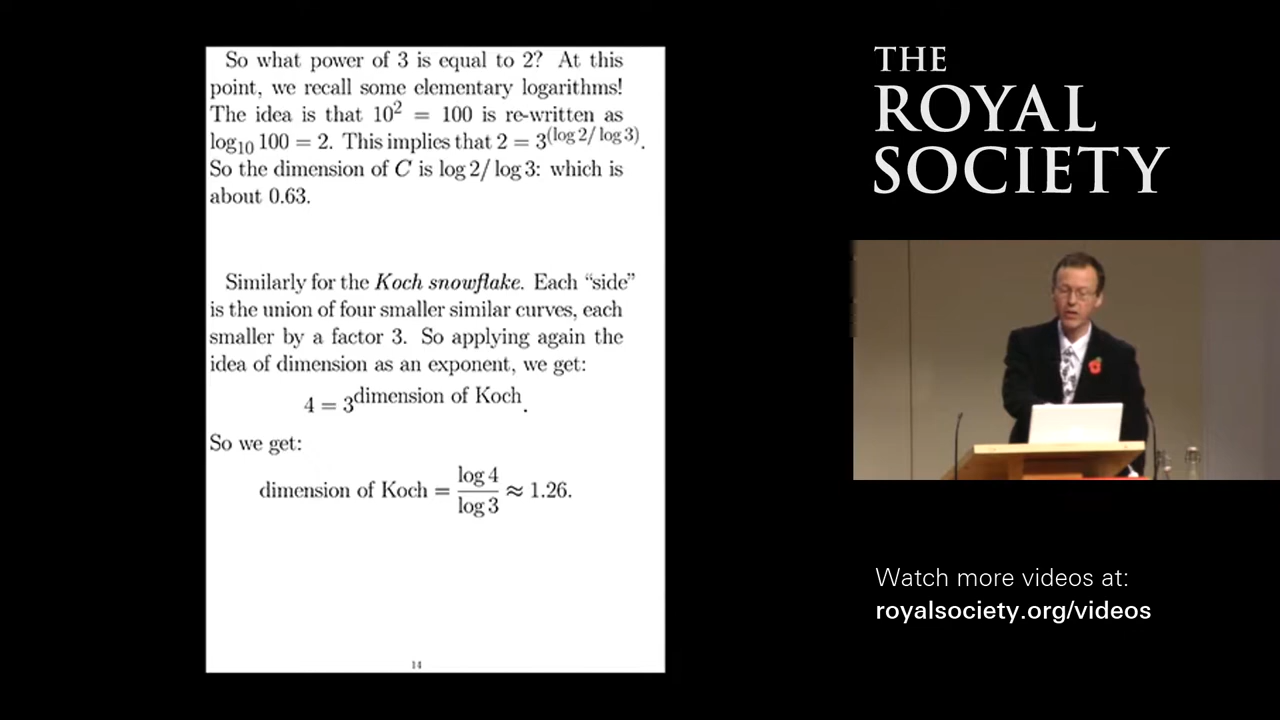 So what power of 3 is equal to 2? At this
point, we recall some elementary logarithms!
The idea is that 10² = 100 is re-written as
log₁₀ 100 = 2. This implies that 2 = 3^(log 2/ log 3).
So the dimension of C is log 2/ log 3: which is
about 0.63.
Similarly for the Koch snowflake. Each “side”
is the union of four smaller similar curves, each
smaller by a factor 3. So applying again the
idea of dimension as an exponent, we get:
4 = 3^dimension of Koch.
So we get:
dimension of Koch = log 4 / log 3 ≈ 1.26.
14
THE
ROYAL
SOCIETY
Watch more videos at:
royalsociety.org/videos